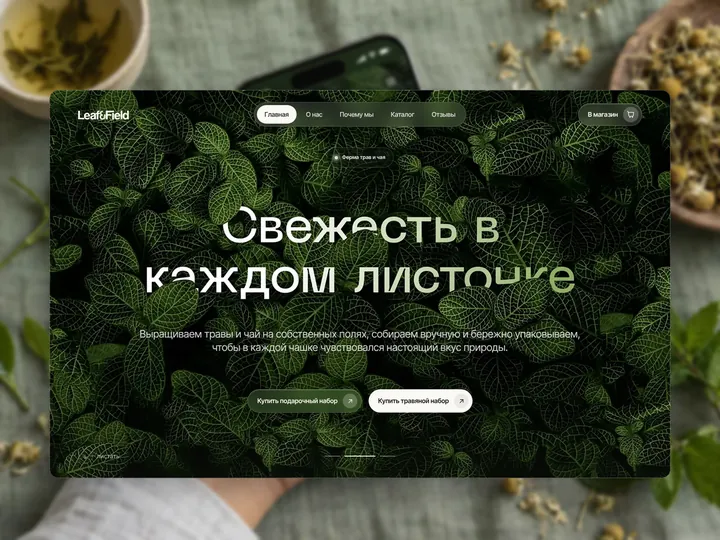 Leaf&Field
Главная
О нас
Почему мы
Каталог
Отзывы
В магазин
Ферма трав и чая
Свежесть в
каждом листочке
Выращиваем травы и чай на собственных полях, собираем вручную и бережно упаковываем,
чтобы в каждой чашке чувствовался настоящий вкус природы.
Купить подарочный набор
Купить травяной набор
листать